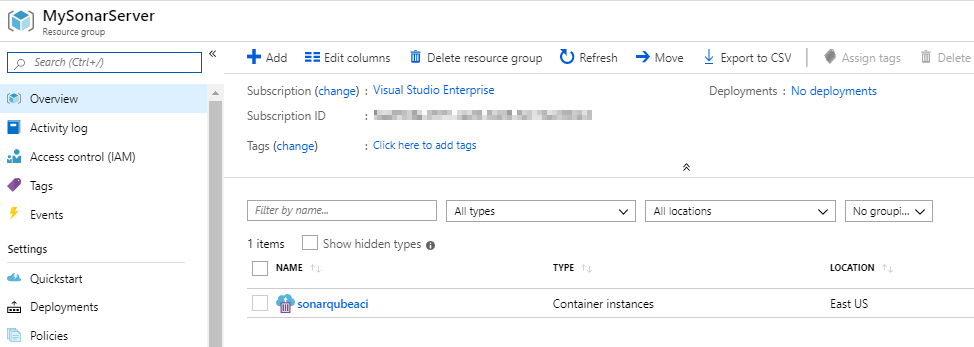 MySonarServer
Resource group
Search (Ctrl+/)
«
Overview
Activity log
Access control (IAM)
Tags
Events
Settings
Quickstart
Deployments
Policies
Add Edit columns Delete resource group Refresh Move Export to CSV Assign tags Delete
Subscription (change) : Visual Studio Enterprise
Deployments : No deployments
Subscription ID :
Tags (change) : Click here to add tags
Filter by name... All types All locations No groupi...
1 items Show hidden types
NAME TYPE LOCATION
sonarqubeaci Container instances East US